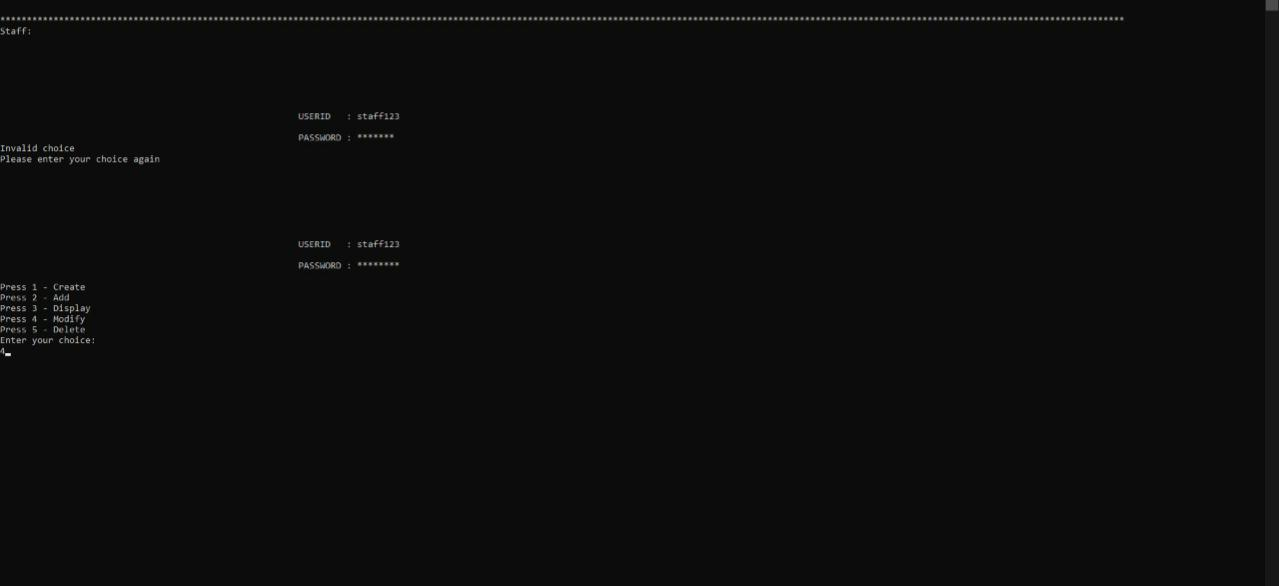 ************************************************************************************************************************************************************************************************************************
Staff:
USERID   : staff123
PASSWORD : *******
Invalid choice
Please enter your choice again
USERID   : staff123
PASSWORD : ********
Press 1 - Create
Press 2 - Add
Press 3 - Display
Press 4 - Modify
Press 5 - Delete
Enter your choice:
4